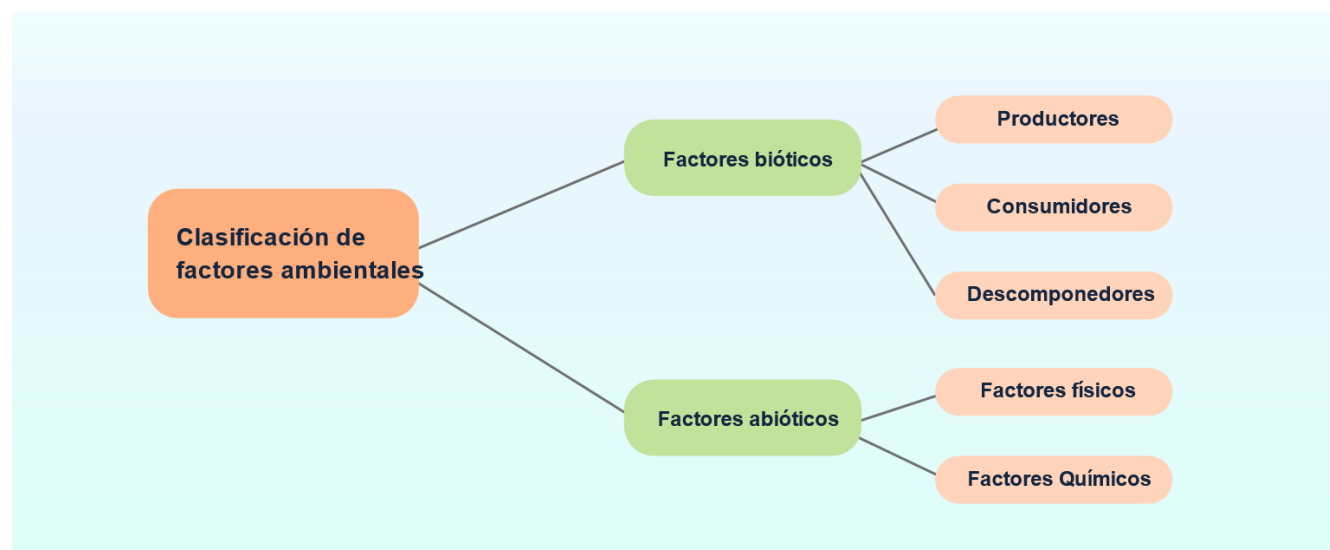 Clasificación de
factores ambientales
Factores bióticos
Productores
Consumidores
Descomponedores
Factores abióticos
Factores físicos
Factores Químicos